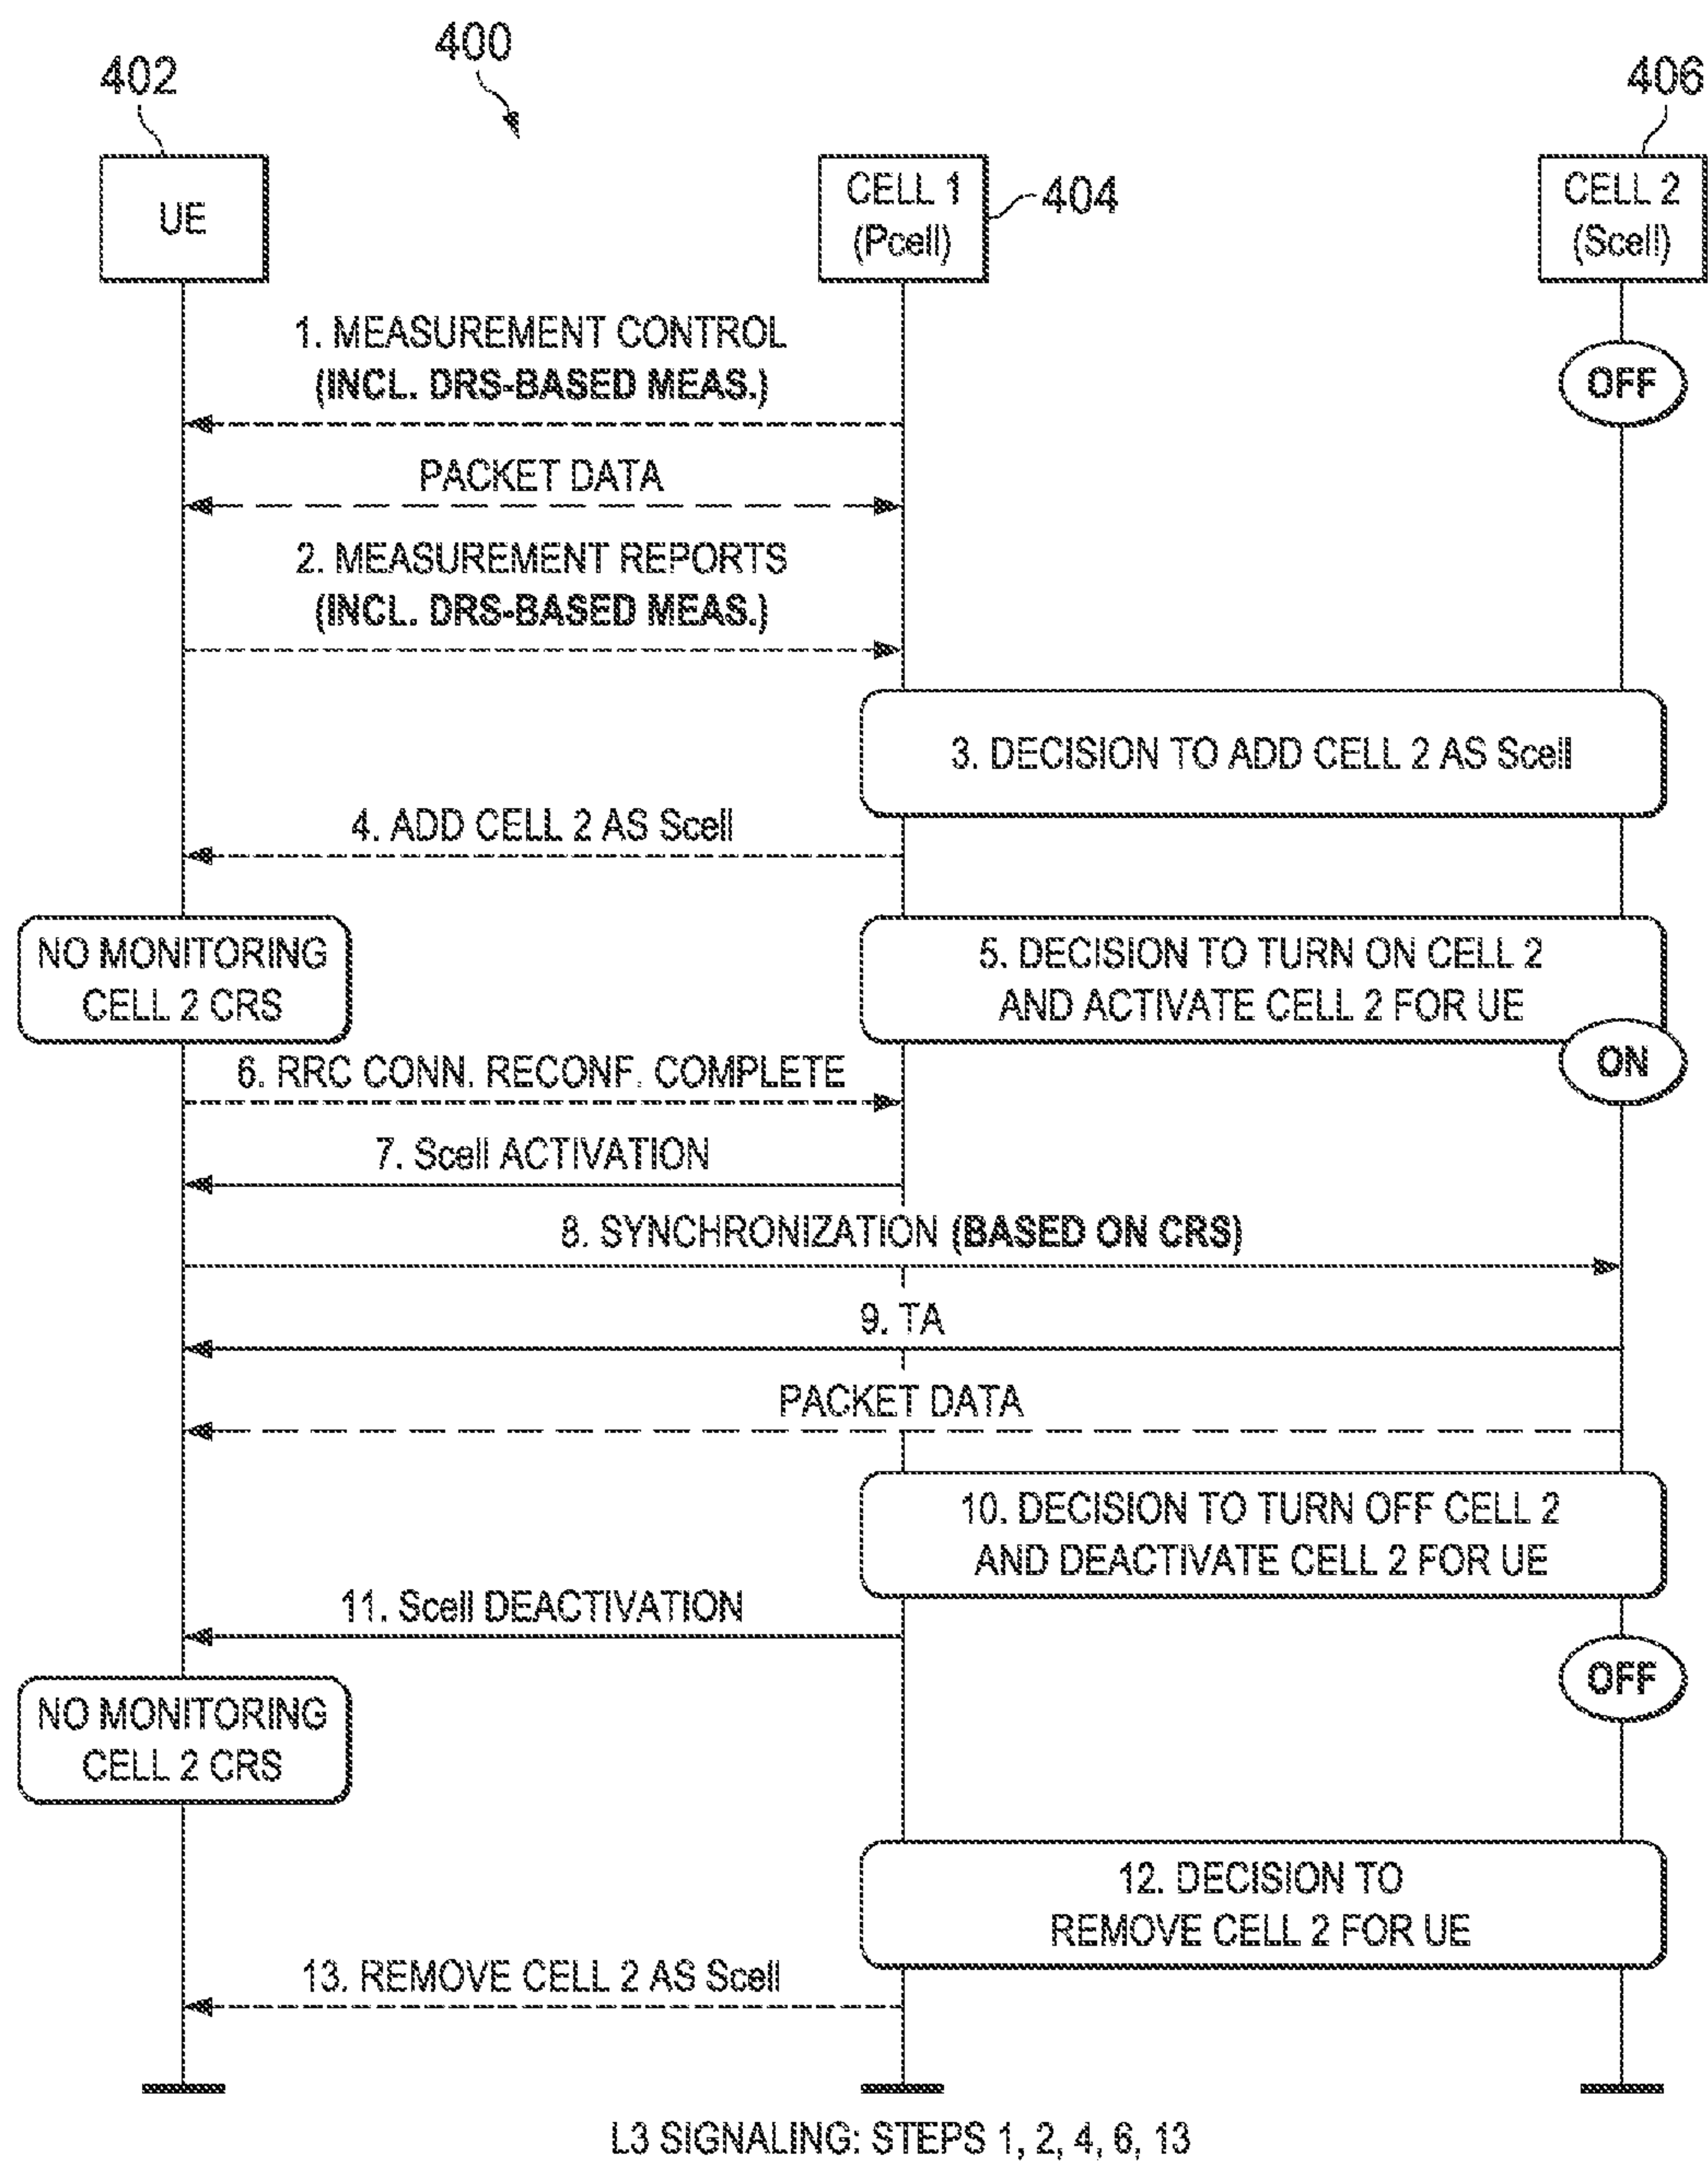 400
402
406
UE
CELL 1
(Pcell)
404
CELL 2
(Scell)
1. MEASUREMENT CONTROL
(INCL. DRS-BASED MEAS.)
OFF
PACKET DATA
2. MEASUREMENT REPORTS
(INCL. DRS-BASED MEAS.)
3. DECISION TO ADD CELL 2 AS Scell
4. ADD CELL 2 AS Scell
NO MONITORING
CELL 2 CRS
5. DECISION TO TURN ON CELL 2
AND ACTIVATE CELL 2 FOR UE
ON
6. RRC CONN. RECONF. COMPLETE
7. Scell ACTIVATION
8. SYNCHRONIZATION (BASED ON CRS)
9. TA
PACKET DATA
10. DECISION TO TURN OFF CELL 2
AND DEACTIVATE CELL 2 FOR UE
11. Scell DEACTIVATION
OFF
NO MONITORING
CELL 2 CRS
12. DECISION TO
REMOVE CELL 2 FOR UE
13. REMOVE CELL 2 AS Scell
L3 SIGNALING: STEPS 1, 2, 4, 6, 13